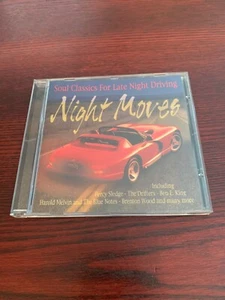 Soul Classics For Late Night Driving
Night Moves
Including
Percy Sledge - The Drifters - Ben E. King
Harold Melvin and The Blue Notes - Brenton Wood and many more